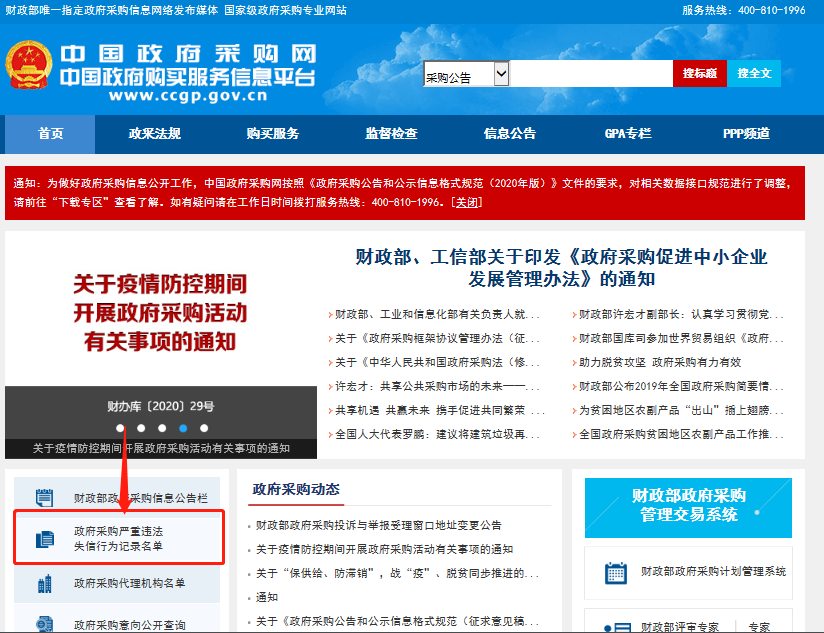 财政部唯一指定政府采购信息网络发布媒体 国家级政府采购专业网站
服务热线：400-810-1996
中国政府采购网
中国政府购买服务信息平台
www.ccgp.gov.cn
采购公告
搜标题
搜全文
首页
政采法规
购买服务
监督检查
信息公告
GPA专栏
PPP频道
通知：为做好政府采购信息公开工作，中国政府采购网按照《政府采购公告和公示信息格式规范（2020年版）》文件的要求，对相关数据接口规范进行了调整，
请前往“下载专区”查看了解。如有疑问请在工作日时间拨打服务热线：400-810-1996。[关闭]
关于疫情防控期间
开展政府采购活动
有关事项的通知
财办库〔2020〕29号
关于疫情防控期间开展政府采购活动有关事项的通知
财政部、工信部关于印发《政府采购促进中小企业
发展管理办法》的通知
财政部、工业和信息化部有关负责人就...
财政部许宏才副部长：认真学习贯彻党...
关于《政府采购框架协议管理办法（征...
财政部国库司参加世界贸易组织《政府...
关于《中华人民共和国政府采购法（修...
助力脱贫攻坚 政府采购有力有效
许宏才：共享公共采购市场的未来——...
财政部公布2019年全国政府采购简要情...
共享机遇 共赢未来 携手促进共同繁荣 ...
为贫困地区农副产品“出山”插上翅膀...
全国人大代表罗鹏：建议将建筑垃圾再...
全国政府采购贫困地区农副产品工作推...
财政部政府采购信息公告栏
政府采购严重违法
失信行为记录名单
政府采购代理机构名单
政府采购意向公开查询
政府采购动态
财政部政府采购投诉与举报受理窗口地址变更公告
关于疫情防控期间开展政府采购活动有关事项的通知
关于“保供给、防滞销”，战“疫”、脱贫同步推进的...
通知
关于《政府采购公告和公示信息格式规范（征求意见稿...
财政部政府采购
管理交易系统
财政部政府采购计划管理系统
财政部评审专家
专家